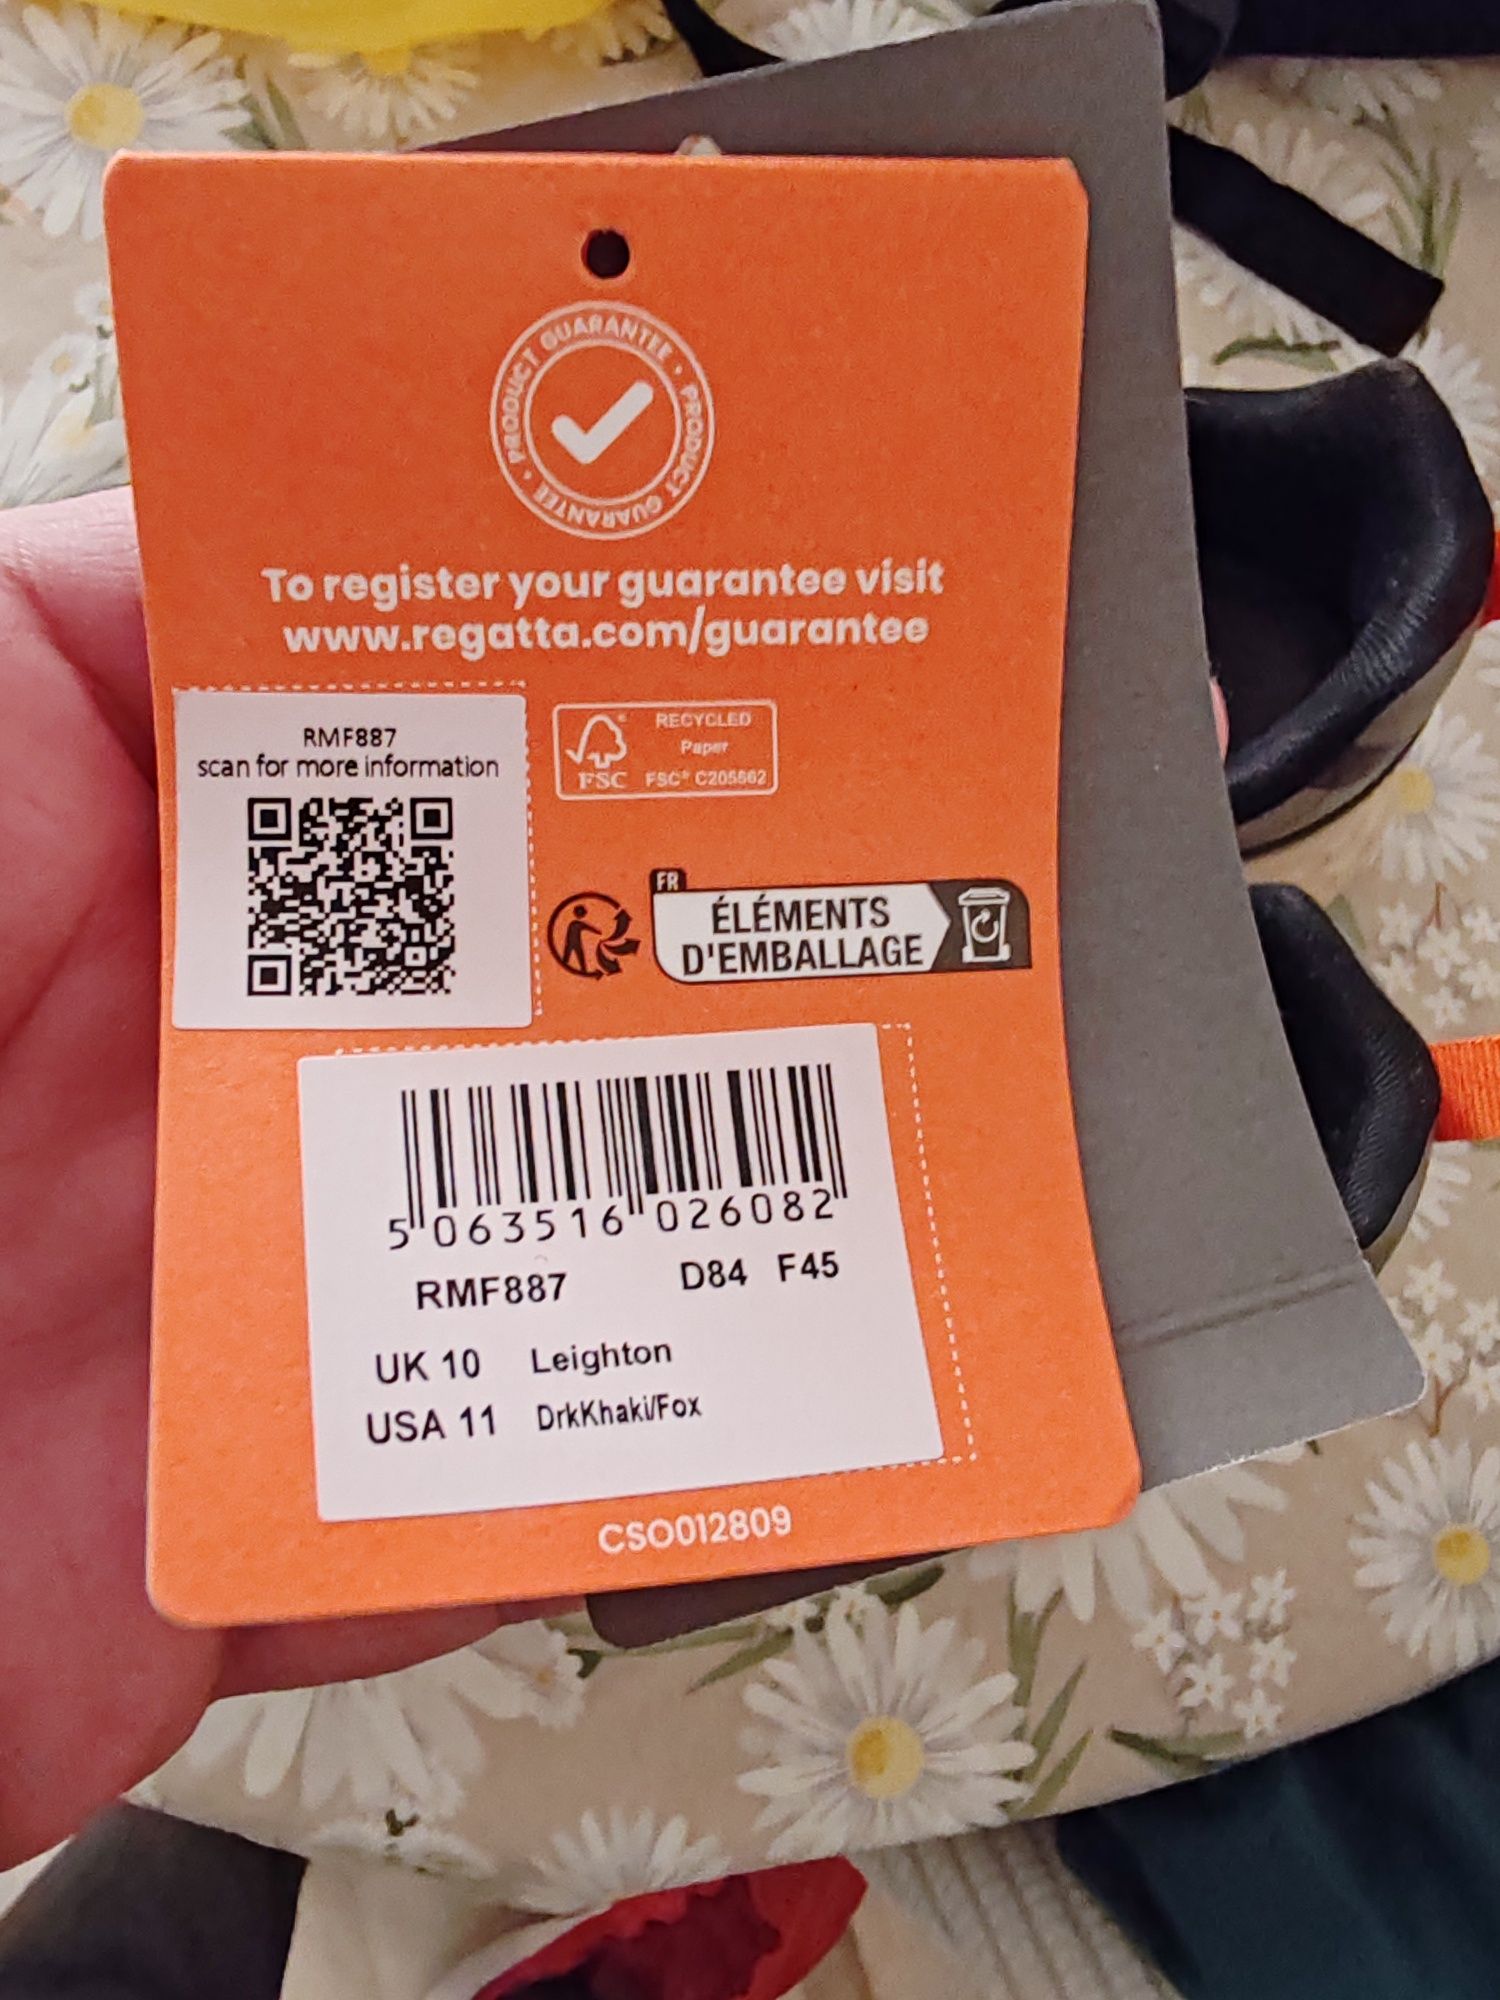 PRODUCT GUARANTEE • PRODUCT GUARANTEE •
To register your guarantee visit
www.regatta.com/guarantee
RMF887
scan for more information
RECYCLED
Paper
FSC® C205662
FSC
FR
ÉLÉMENTS
D'EMBALLAGE
5 063516 026082
RMF887 D84 F45
UK 10 Leighton
USA 11 DrkKhaki/Fox
CSO012809